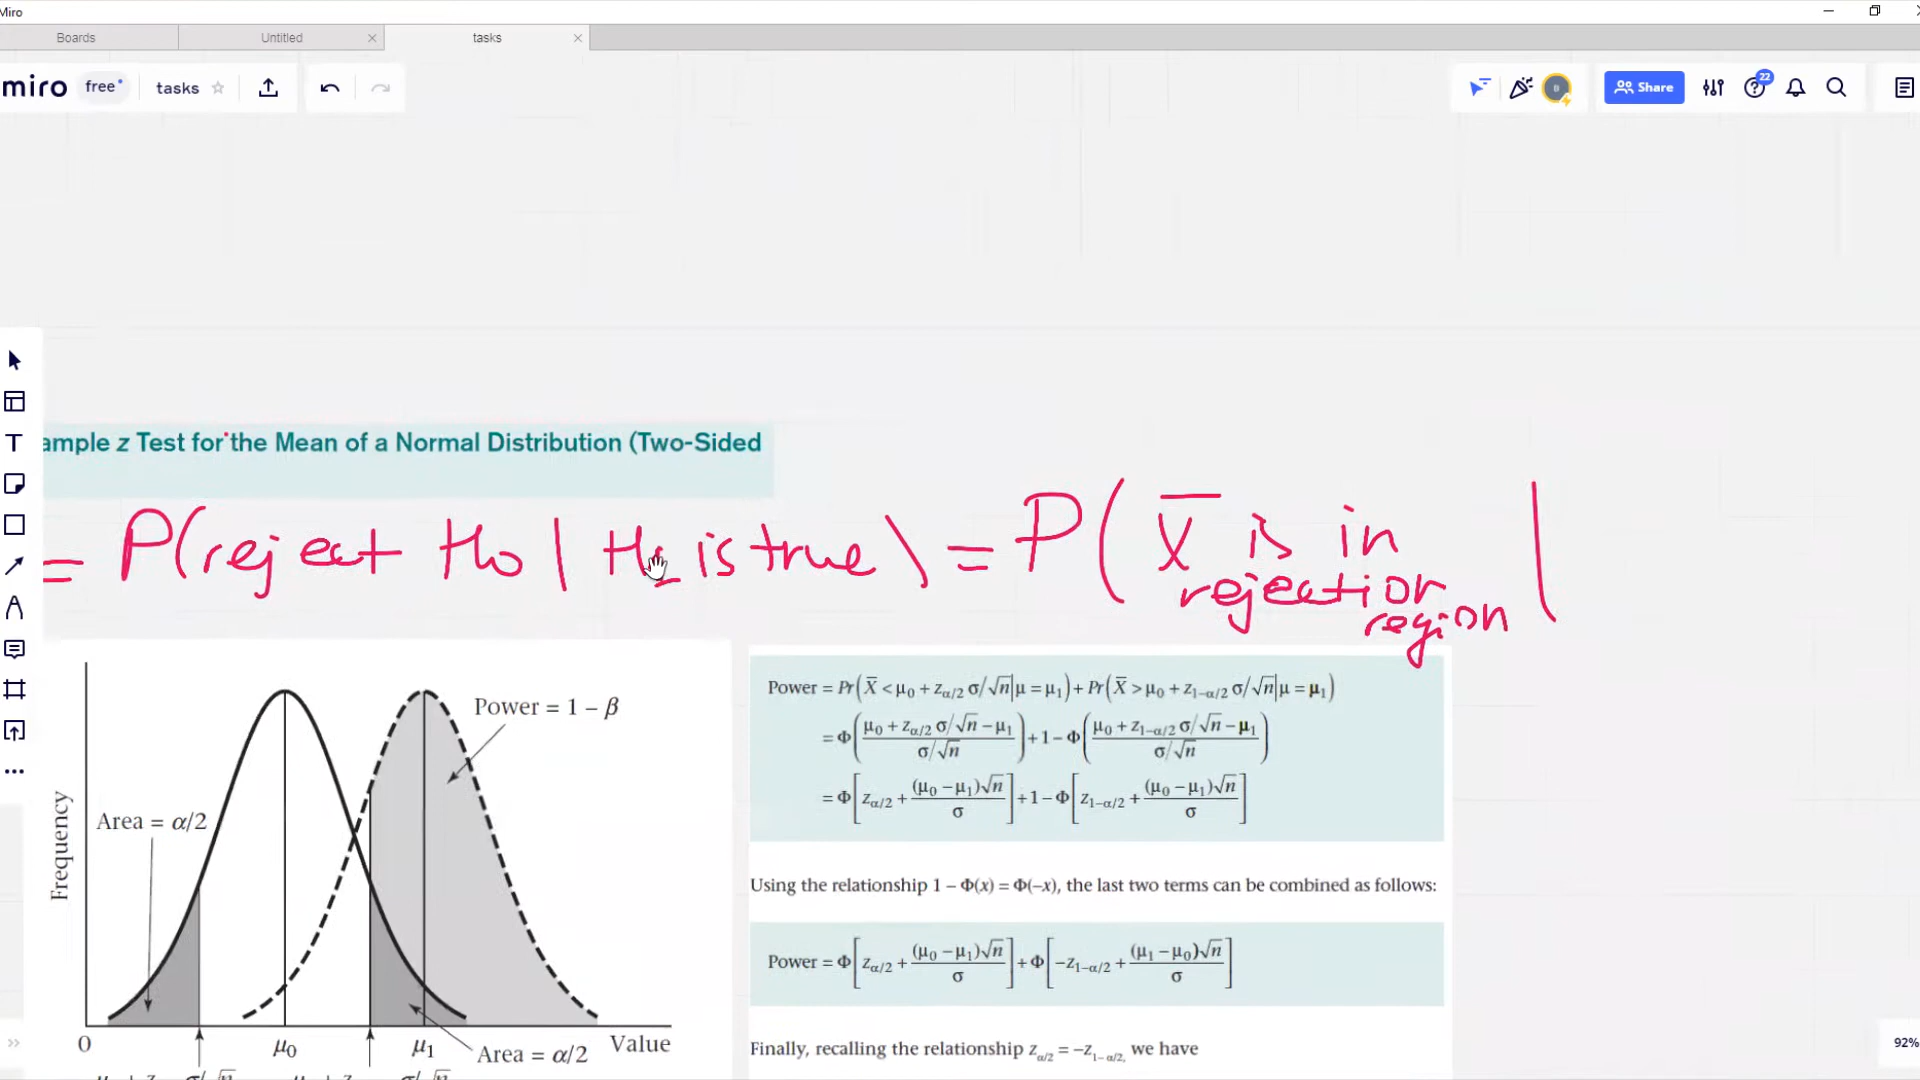 Miro
Boards
Untitled
tasks
miro
free
tasks
Share
22
ample z Test for the Mean of a Normal Distribution (Two-Sided
= P(reject H₀ | H₁ is true) = P( X̅ is in
rejection
region |
Power = Pr(X̅ < μ₀ + z_{α/2} σ/√n | μ = μ₁) + Pr(X̅ > μ₀ + z_{1−α/2} σ/√n | μ = μ₁)
= Φ((μ₀ + z_{α/2} σ/√n − μ₁)/(σ/√n)) + 1 − Φ((μ₀ + z_{1−α/2} σ/√n − μ₁)/(σ/√n))
= Φ[z_{α/2} + (μ₀ − μ₁)√n/σ] + 1 − Φ[z_{1−α/2} + (μ₀ − μ₁)√n/σ]
Using the relationship 1 − Φ(x) = Φ(−x), the last two terms can be combined as follows:
Power = Φ[z_{α/2} + (μ₀ − μ₁)√n/σ] + Φ[−z_{1−α/2} + (μ₁ − μ₀)√n/σ]
Finally, recalling the relationship z_{α/2} = −z_{1−α/2}, we have
Power = 1 − β
Area = α/2
Frequency
0
μ₀
μ₁
Value
Area = α/2
92%